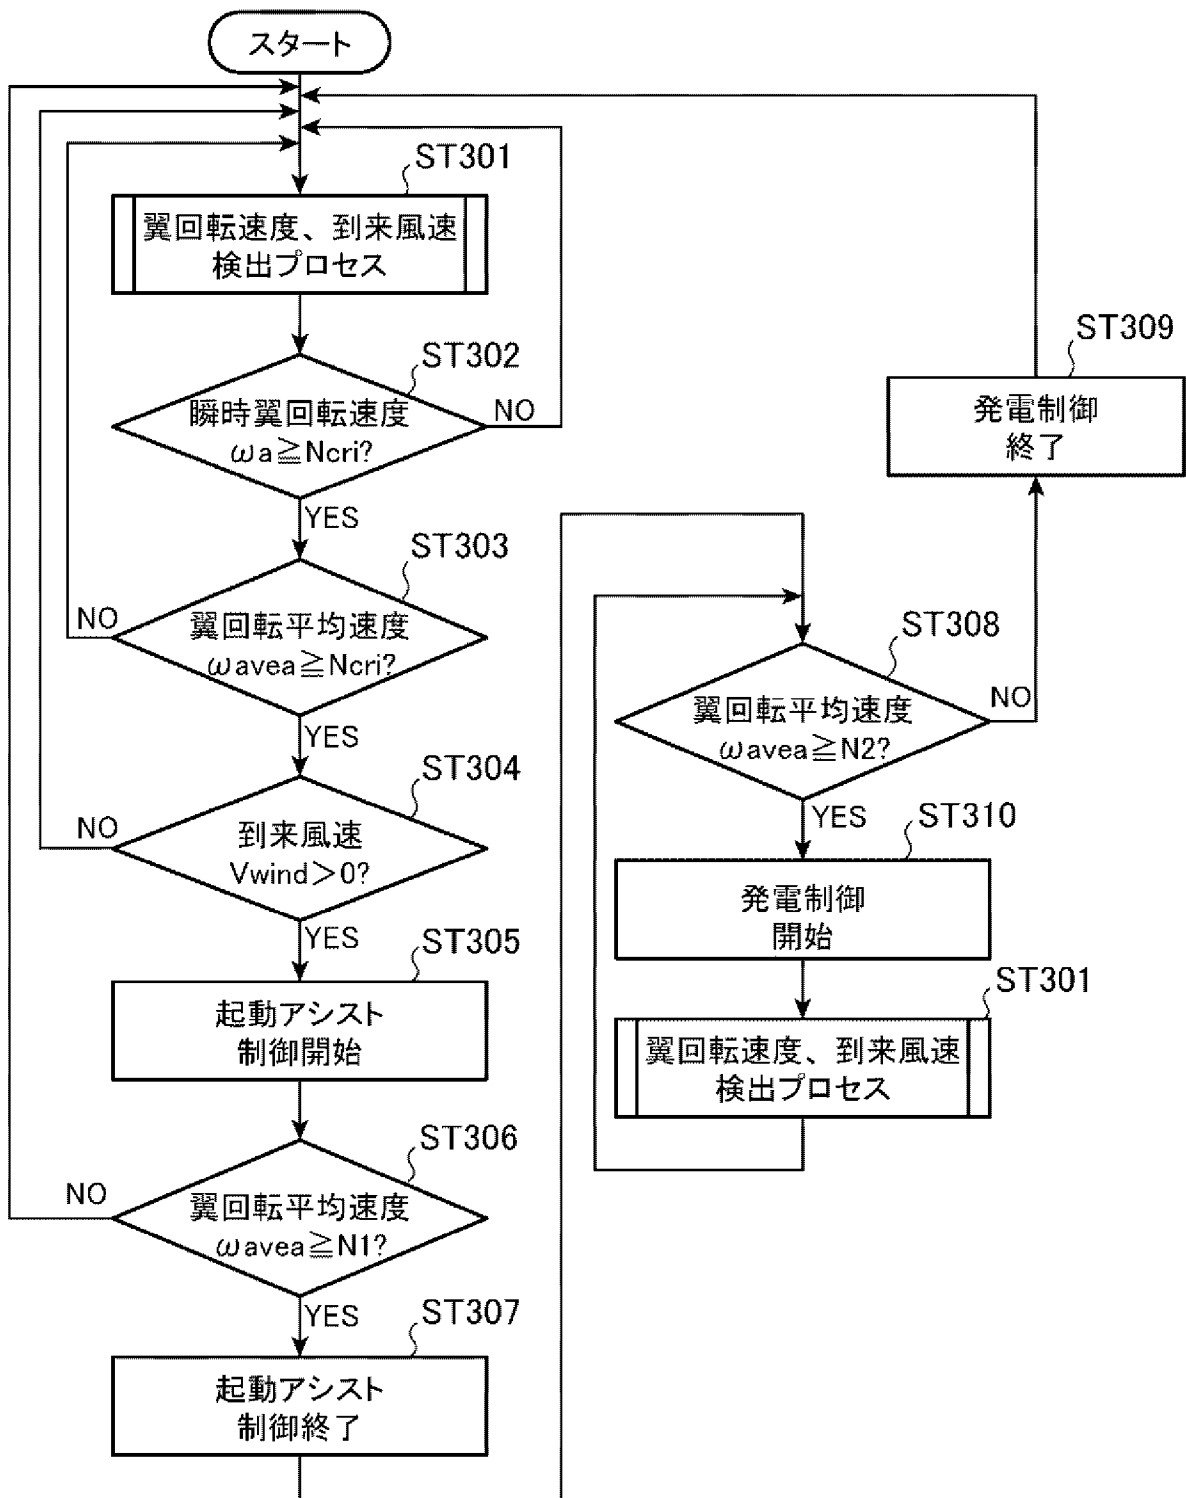 スタート
ST301
翼回転速度、到来風速
検出プロセス
ST302
瞬時翼回転速度
ωa≧Ncri?
NO
YES
ST303
翼回転平均速度
ωavea≧Ncri?
NO
YES
ST304
到来風速
Vwind＞0?
NO
YES
ST305
起動アシスト
制御開始
ST306
翼回転平均速度
ωavea≧N1?
NO
YES
ST307
起動アシスト
制御終了
ST308
翼回転平均速度
ωavea≧N2?
NO
YES
ST309
発電制御
終了
ST310
発電制御
開始
ST301
翼回転速度、到来風速
検出プロセス